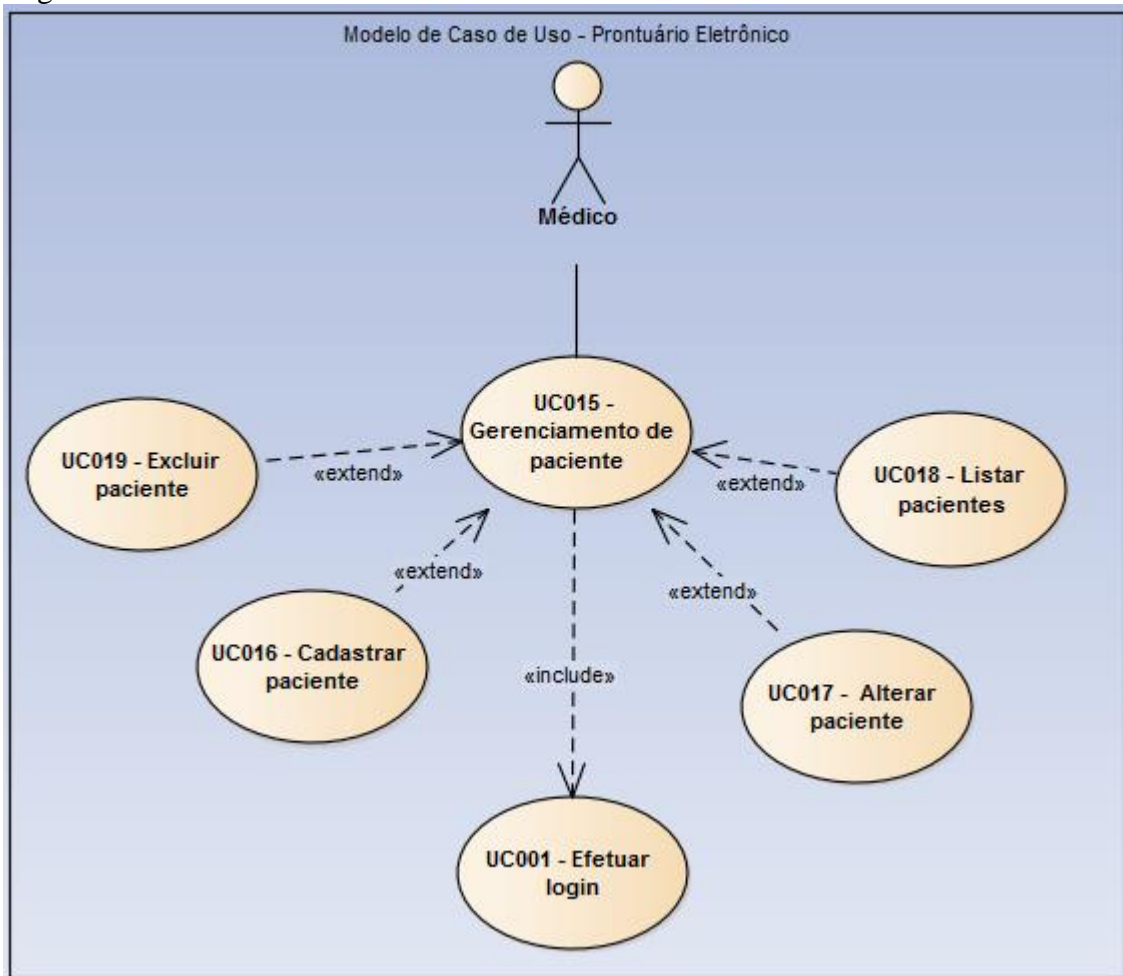 Modelo de Caso de Uso - Prontuário Eletrônico
Médico
UC015 -
Gerenciamento de
paciente
UC019 - Excluir
paciente
«extend»
UC018 - Listar
pacientes
«extend»
UC016 - Cadastrar
paciente
«extend»
UC017 - Alterar
paciente
«extend»
«include»
UC001 - Efetuar
login